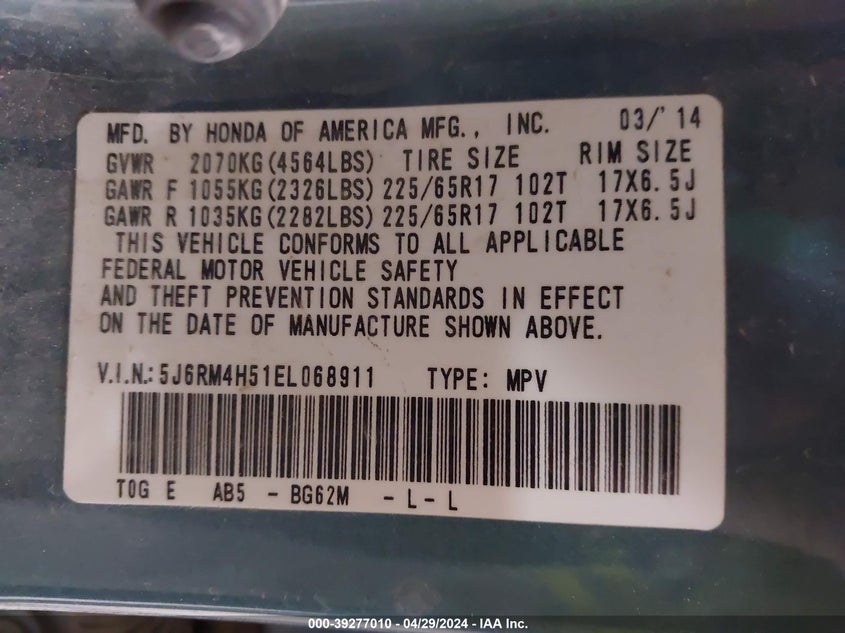 MFD. BY HONDA OF AMERICA MFG., INC. 03/'14
GVWR 2070KG(4564LBS) TIRE SIZE RIM SIZE
GAWR F 1055KG(2326LBS) 225/65R17 102T 17X6.5J
GAWR R 1035KG(2282LBS) 225/65R17 102T 17X6.5J
THIS VEHICLE CONFORMS TO ALL APPLICABLE
FEDERAL MOTOR VEHICLE SAFETY
AND THEFT PREVENTION STANDARDS IN EFFECT
ON THE DATE OF MANUFACTURE SHOWN ABOVE.
V.I.N.: 5J6RM4H51EL068911 TYPE: MPV
T0G E AB5 - BG62M - L - L
000-39277010 - 04/29/2024 - IAA Inc.